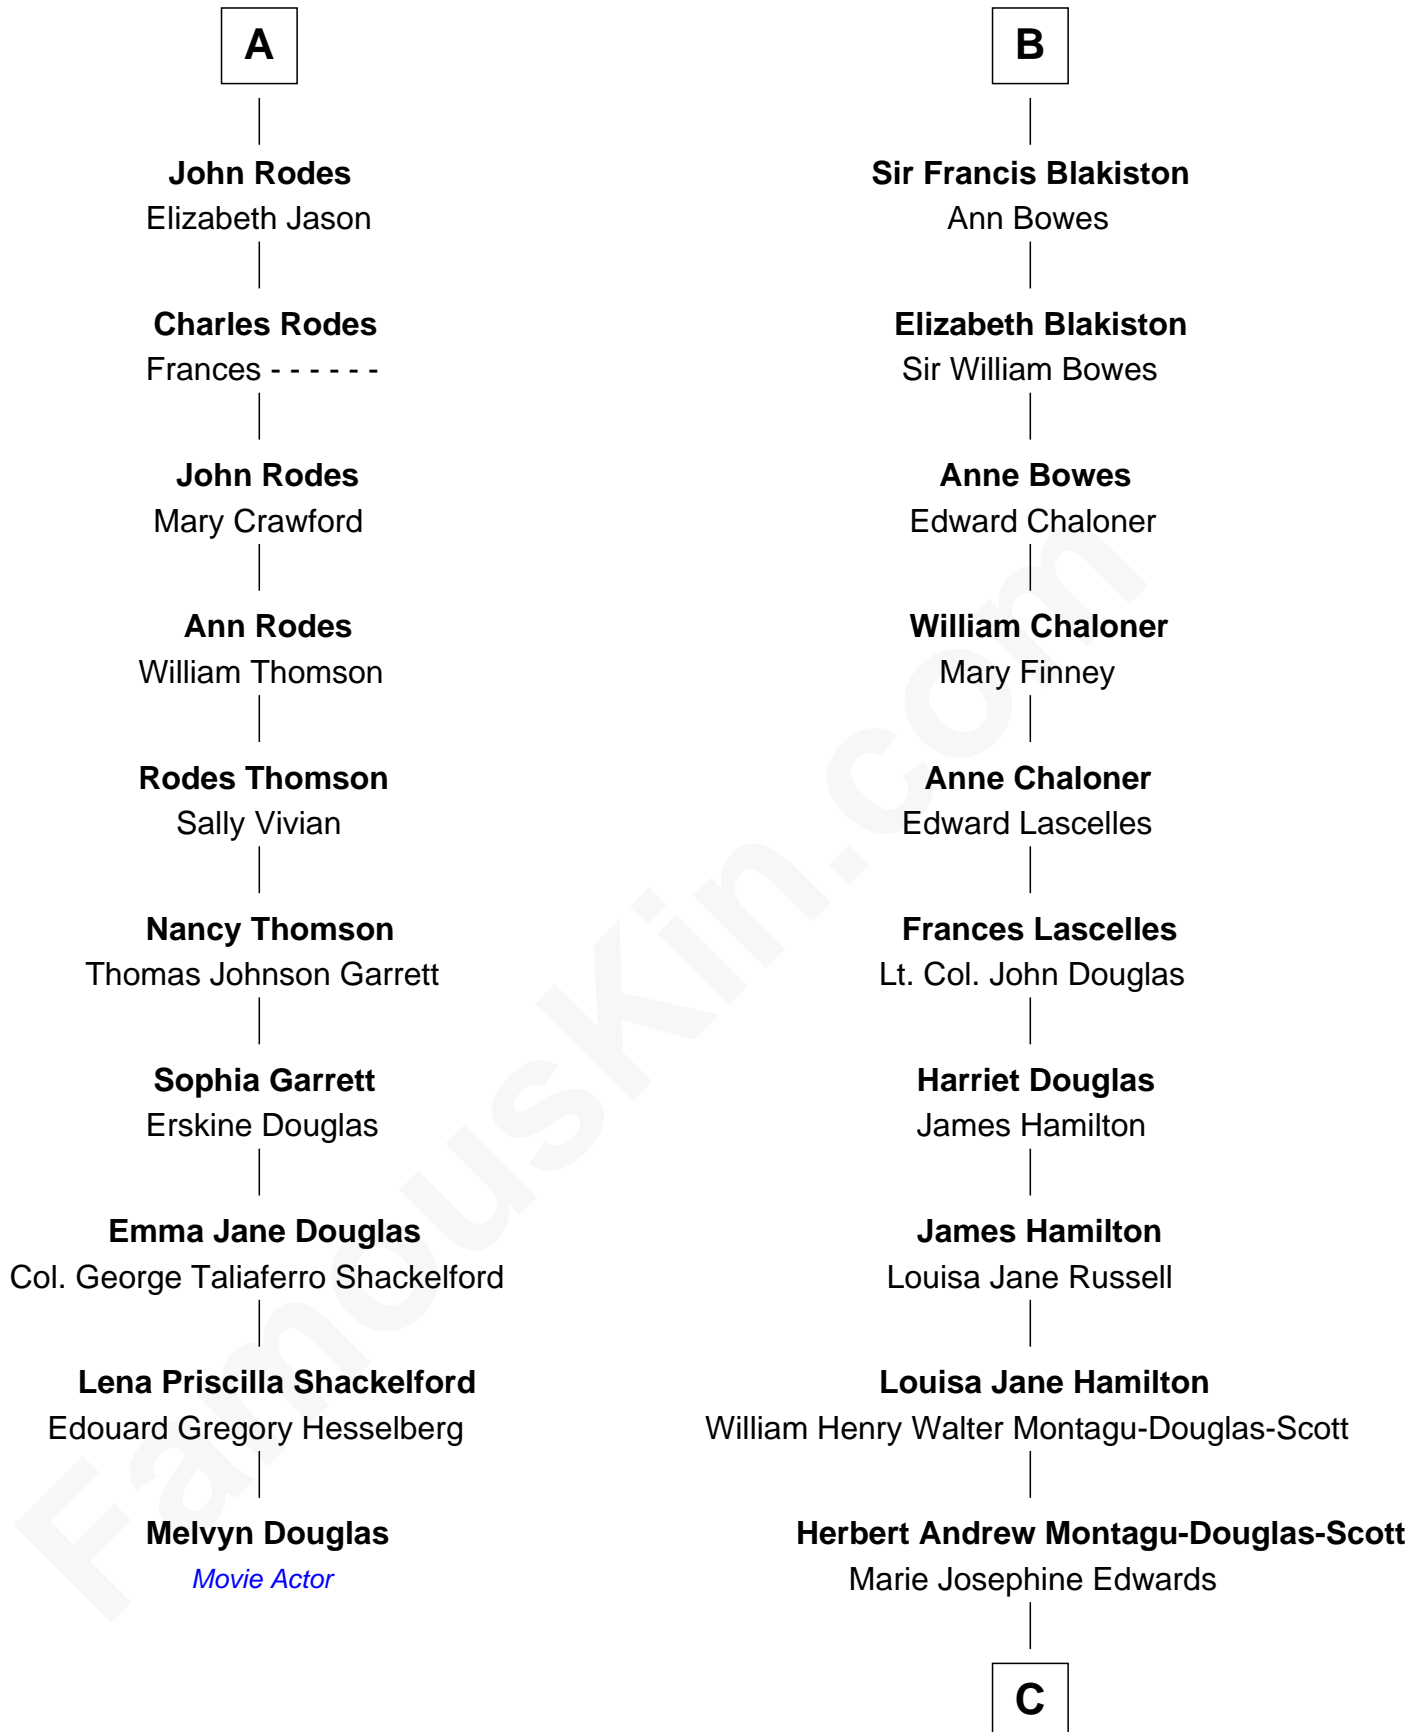 A
John Rodes
Elizabeth Jason
Charles Rodes
Frances - - - - - -
John Rodes
Mary Crawford
Ann Rodes
William Thomson
Rodes Thomson
Sally Vivian
Nancy Thomson
Thomas Johnson Garrett
Sophia Garrett
Erskine Douglas
Emma Jane Douglas
Col. George Taliaferro Shackelford
Lena Priscilla Shackelford
Edouard Gregory Hesselberg
Melvyn Douglas
Movie Actor
B
Sir Francis Blakiston
Ann Bowes
Elizabeth Blakiston
Sir William Bowes
Anne Bowes
Edward Chaloner
William Chaloner
Mary Finney
Anne Chaloner
Edward Lascelles
Frances Lascelles
Lt. Col. John Douglas
Harriet Douglas
James Hamilton
James Hamilton
Louisa Jane Russell
Louisa Jane Hamilton
William Henry Walter Montagu-Douglas-Scott
Herbert Andrew Montagu-Douglas-Scott
Marie Josephine Edwards
C
FamousKin.com